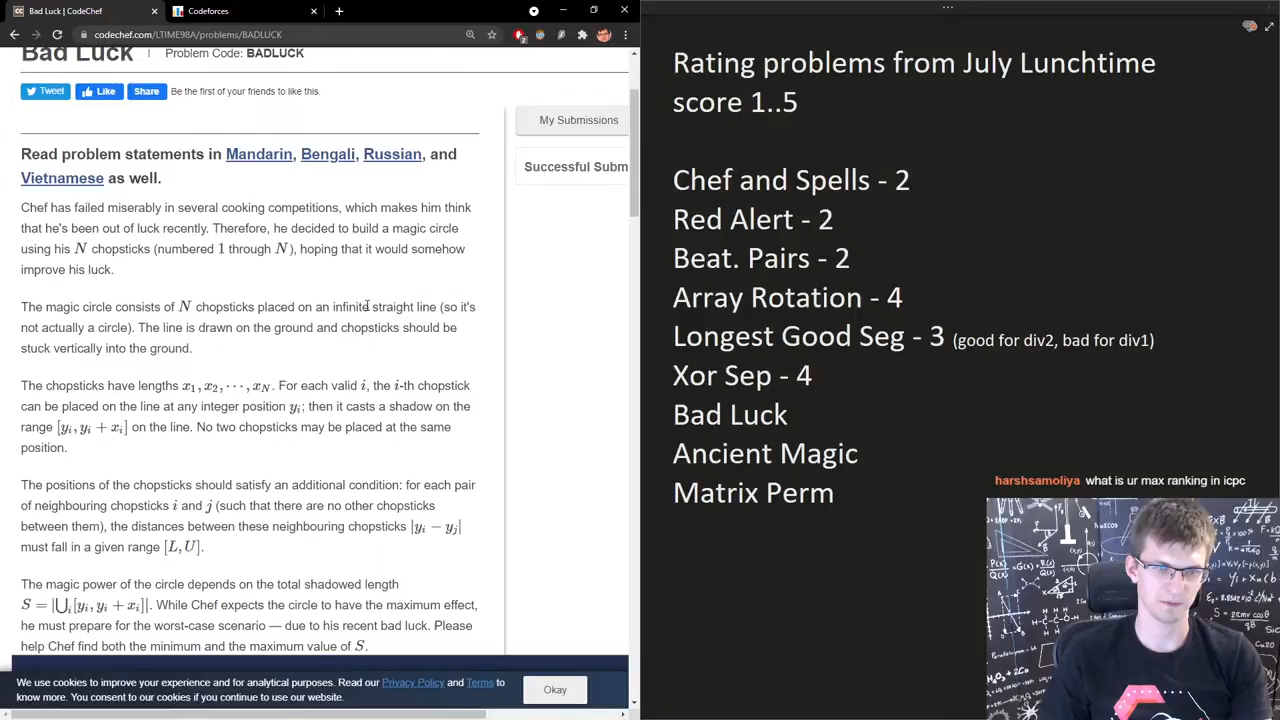 Bad Luck | CodeChef
Codeforces
codechef.com/LTIME98A/problems/BADLUCK
Bad Luck
Problem Code: BADLUCK
Tweet
Like
Share
Be the first of your friends to like this.
My Submissions
Successful Subm
Read problem statements in Mandarin, Bengali, Russian, and
Vietnamese as well.
Chef has failed miserably in several cooking competitions, which makes him think
that he's been out of luck recently. Therefore, he decided to build a magic circle
using his N chopsticks (numbered 1 through N), hoping that it would somehow
improve his luck.
The magic circle consists of N chopsticks placed on an infinite straight line (so it's
not actually a circle). The line is drawn on the ground and chopsticks should be
stuck vertically into the ground.
The chopsticks have lengths x₁, x₂, ⋯, x_N. For each valid i, the i-th chopstick
can be placed on the line at any integer position y_i; then it casts a shadow on the
range [y_i, y_i + x_i] on the line. No two chopsticks may be placed at the same
position.
The positions of the chopsticks should satisfy an additional condition: for each pair
of neighbouring chopsticks i and j (such that there are no other chopsticks
between them), the distances between these neighbouring chopsticks |y_i − y_j|
must fall in a given range [L, U].
The magic power of the circle depends on the total shadowed length
S = |⋃_i[y_i, y_i + x_i]|. While Chef expects the circle to have the maximum effect,
he must prepare for the worst-case scenario — due to his recent bad luck. Please
help Chef find both the minimum and the maximum value of S.
We use cookies to improve your experience and for analytical purposes. Read our Privacy Policy and Terms to
know more. You consent to our cookies if you continue to use our website.
Okay
Rating problems from July Lunchtime
score 1..5
Chef and Spells - 2
Red Alert - 2
Beat. Pairs - 2
Array Rotation - 4
Longest Good Seg - 3 (good for div2, bad for div1)
Xor Sep - 4
Bad Luck
Ancient Magic
Matrix Perm
harshsamoliya what is ur max ranking in icpc